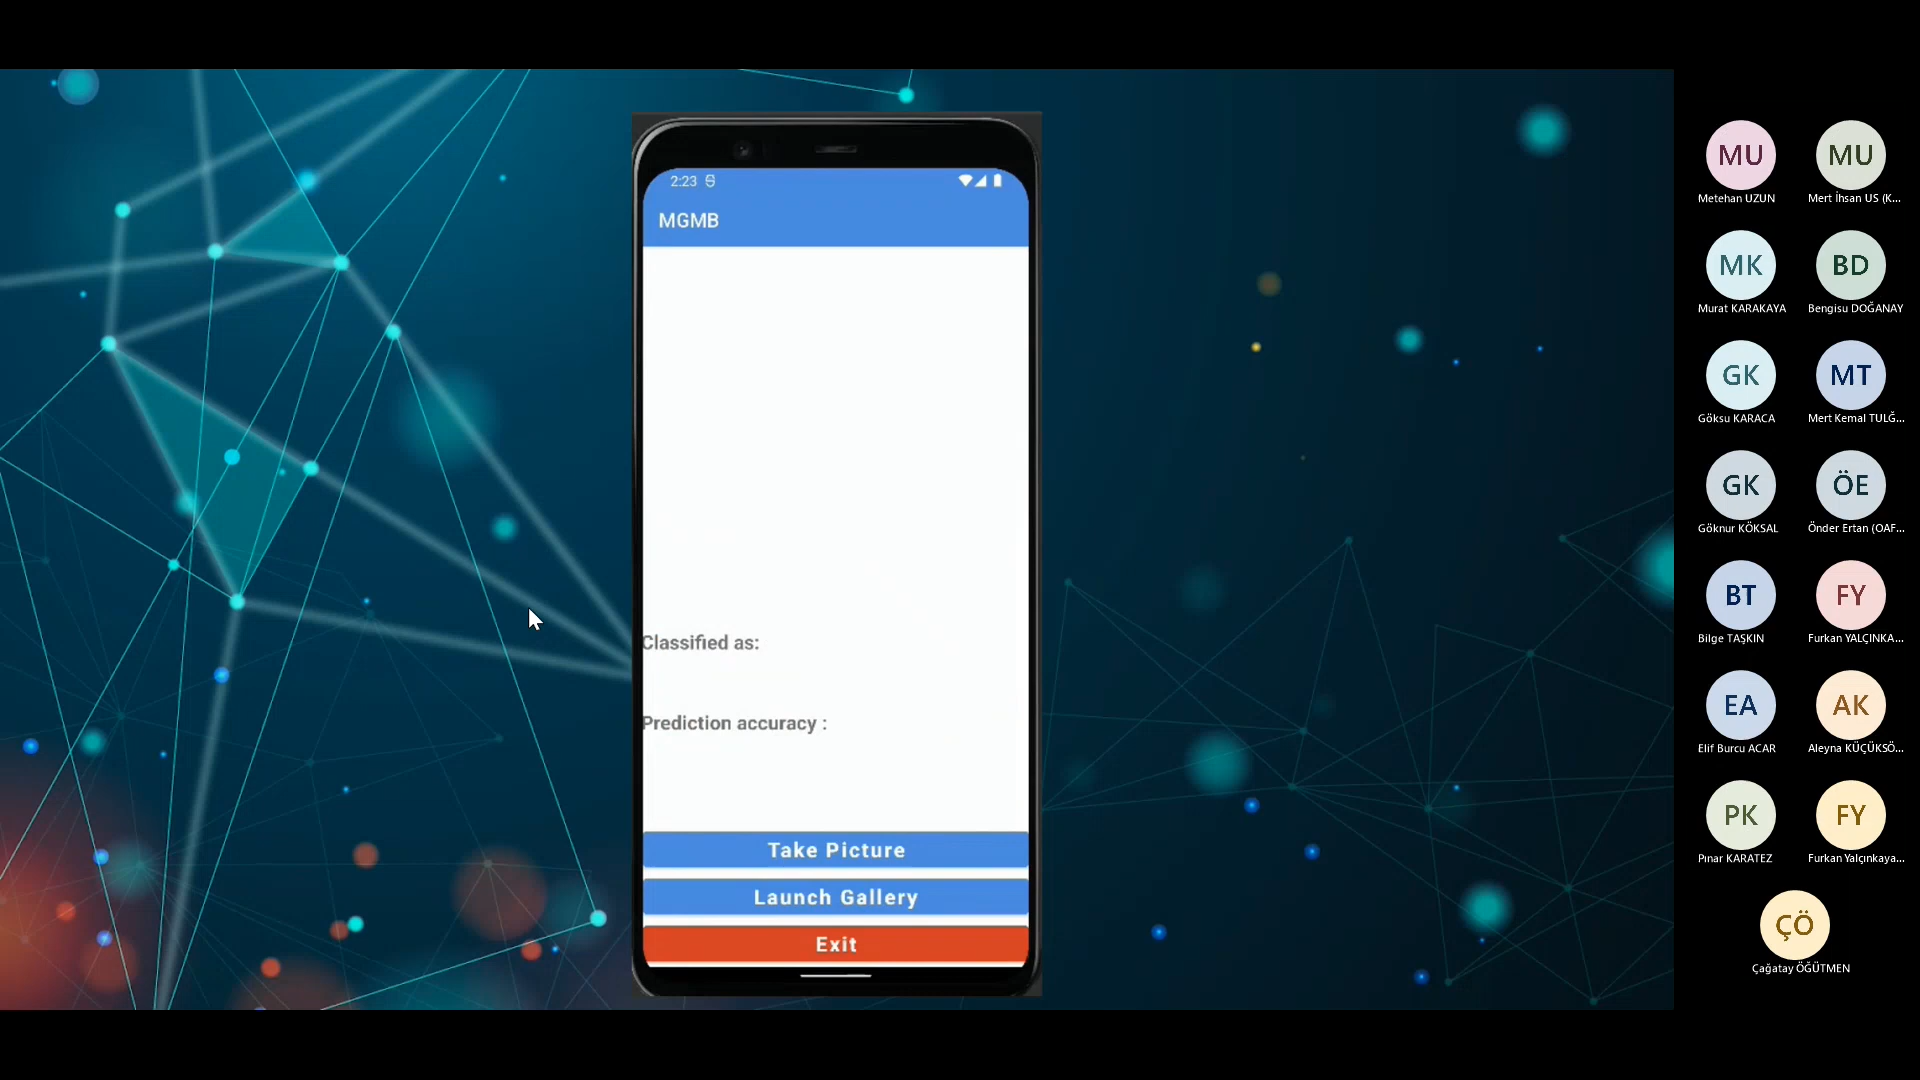 2:23
MGMB
Classified as:
Prediction accuracy :
Take Picture
Launch Gallery
Exit
MU
Metehan UZUN
MU
Mert İhsan US (K...
MK
Murat KARAKAYA
BD
Bengisu DOĞANAY
GK
Göksu KARACA
MT
Mert Kemal TULĞ...
GK
Göknur KÖKSAL
ÖE
Önder Ertan (OAF...
BT
Bilge TAŞKIN
FY
Furkan YALÇINKA...
EA
Elif Burcu ACAR
AK
Aleyna KÜÇÜKSÖ...
PK
Pınar KARATEZ
FY
Furkan Yalçınkaya...
ÇÖ
Çağatay ÖĞÜTMEN